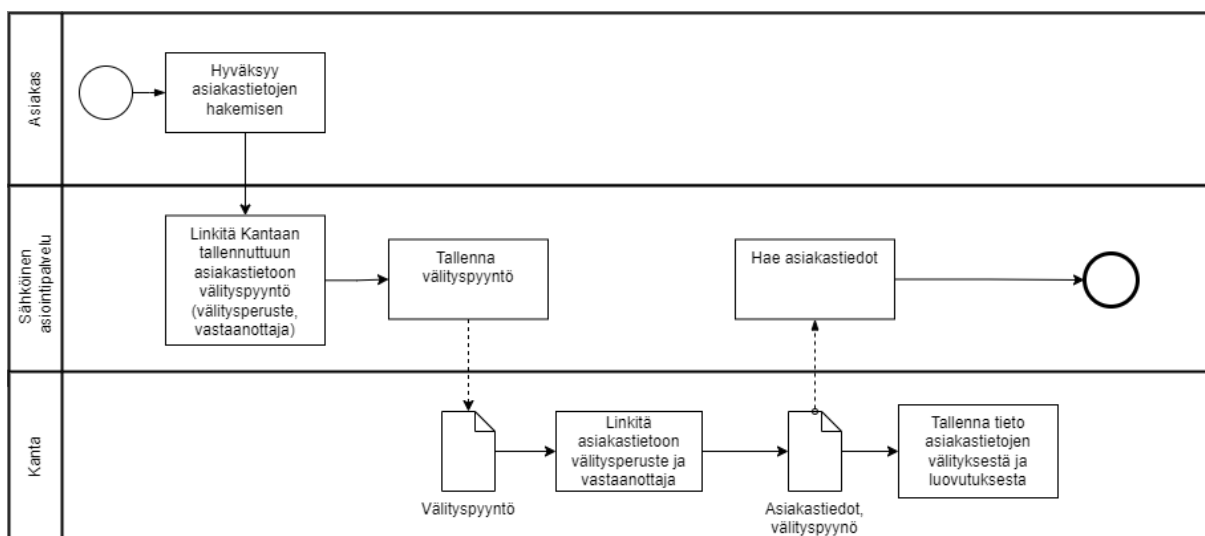 Asiakas
Hyväksyy
asiakastietojen
hakemisen
Sähköinen
asiointipalvelu
Linkitä Kantaan
tallennuttuun
asiakastietoon
välityspyyntö
(välitysperuste,
vastaanottaja)
Tallenna
välityspyyntö
Hae asiakastiedot
Kanta
Välityspyyntö
Linkitä
asiakastietoon
välitysperuste ja
vastaanottaja
Asiakastiedot,
välityspyynö
Tallenna tieto
asiakastietojen
välityksestä ja
luovutuksesta